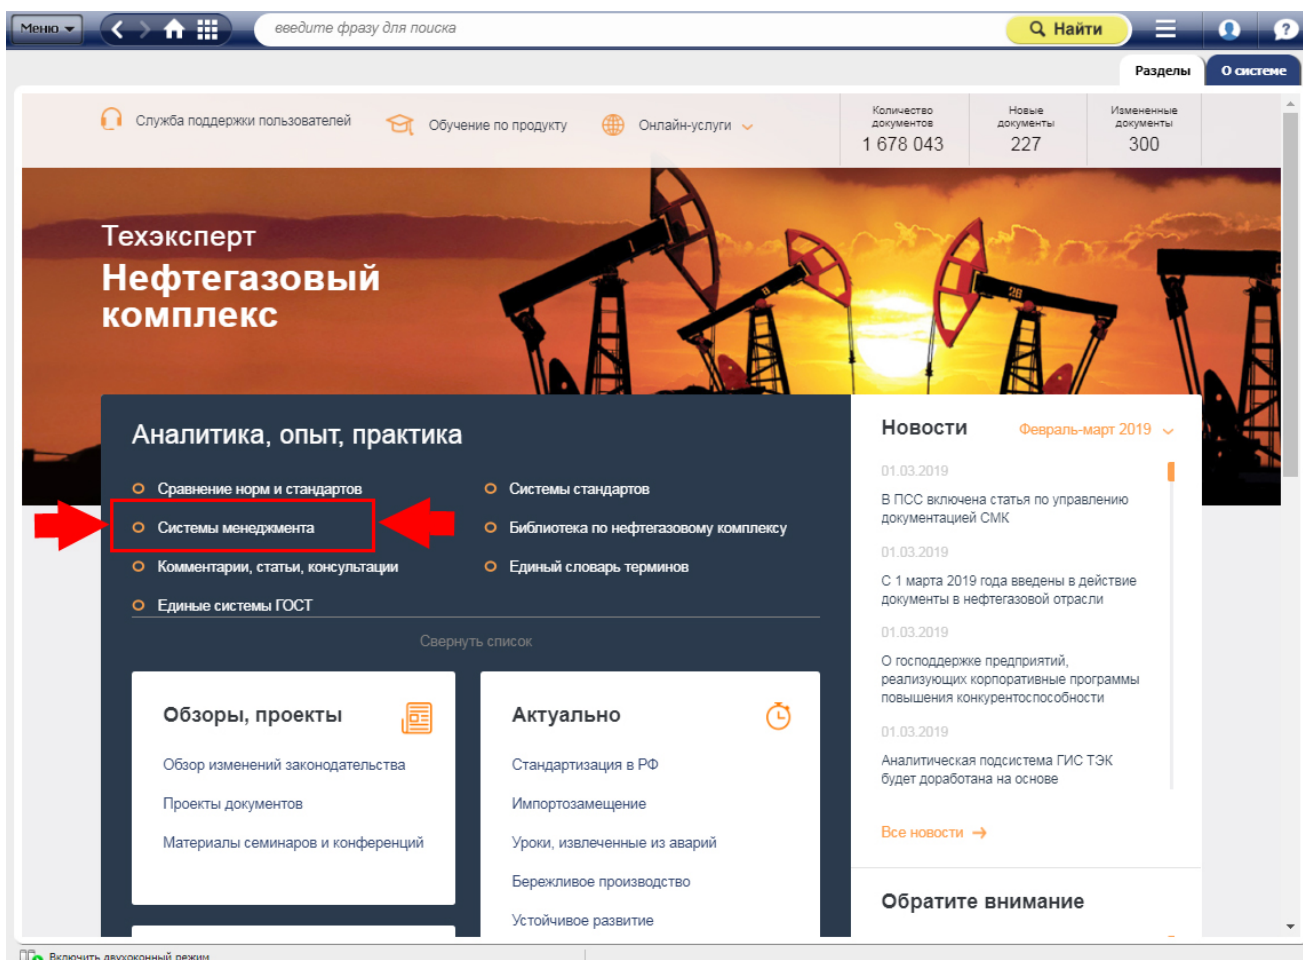 Меню
введите фразу для поиска
Найти
?
Разделы
О системе
Служба поддержки пользователей
Обучение по продукту
Онлайн-услуги
Количество
документов
1 678 043
Новые
документы
227
Измененные
документы
300
Техэксперт
Нефтегазовый
комплекс
Аналитика, опыт, практика
Сравнение норм и стандартов
Системы менеджмента
Комментарии, статьи, консультации
Единые системы ГОСТ
Системы стандартов
Библиотека по нефтегазовому комплексу
Единый словарь терминов
Свернуть список
Обзоры, проекты
Обзор изменений законодательства
Проекты документов
Материалы семинаров и конференций
Актуально
Стандартизация в РФ
Импортозамещение
Уроки, извлеченные из аварий
Бережливое производство
Устойчивое развитие
Новости
Февраль-март 2019
01.03.2019
В ПСС включена статья по управлению
документацией СМК
01.03.2019
С 1 марта 2019 года введены в действие
документы в нефтегазовой отрасли
01.03.2019
О господдержке предприятий,
реализующих корпоративные программы
повышения конкурентоспособности
01.03.2019
Аналитическая подсистема ГИС ТЭК
будет доработана на основе
Все новости
Обратите внимание
Включить двухоконный режим